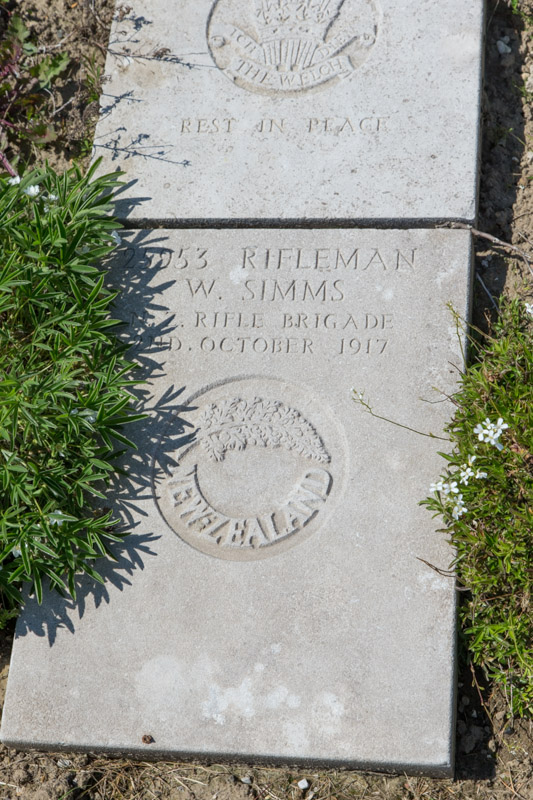 THE WELCH
REST IN PEACE
RIFLEMAN
W. SIMMS
RIFLE BRIGADE
OCTOBER 1917
NEW ZEALAND